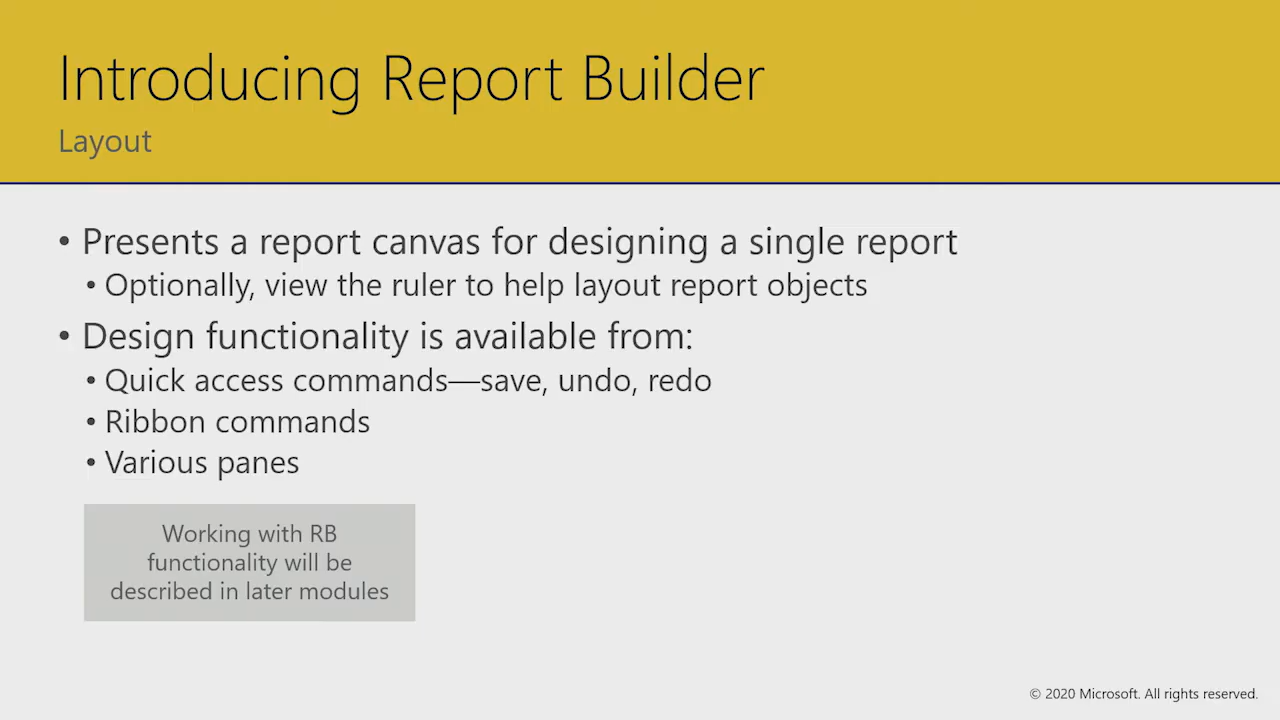 Introducing Report Builder
Layout
• Presents a report canvas for designing a single report
• Optionally, view the ruler to help layout report objects
• Design functionality is available from:
• Quick access commands—save, undo, redo
• Ribbon commands
• Various panes
Working with RB
functionality will be
described in later modules
© 2020 Microsoft. All rights reserved.